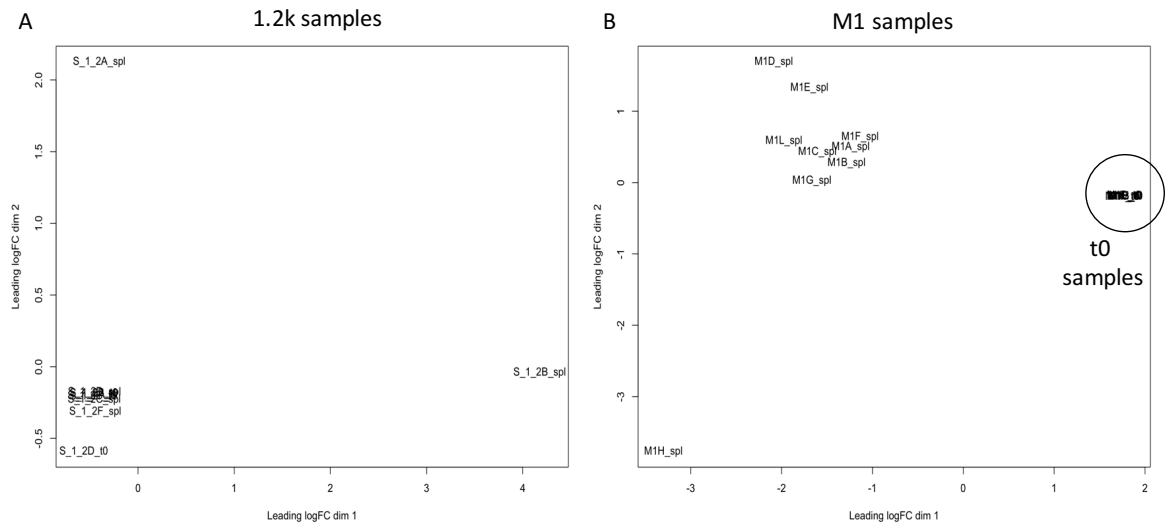 A
1.2k samples
S_1_2A_spl
S_1_2B_spl
S_1_2F_spl
S_1_2D_t0
2.0
1.5
1.0
0.5
0.0
-0.5
0
1
2
3
4
Leading logFC dim 1
Leading logFC dim 2
B
M1 samples
M1D_spl
M1E_spl
M1L_spl
M1F_spl
M1A_spl
M1C_spl
M1B_spl
M1G_spl
t0
samples
M1H_spl
1
0
-1
-2
-3
-3
-2
-1
0
1
2
Leading logFC dim 1
Leading logFC dim 2